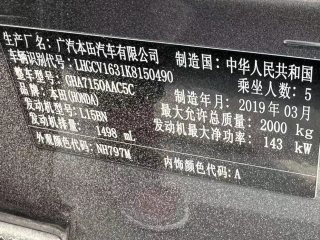 生产厂名：广汽本田汽车有限公司
制造国：中华人民共和国
车辆识别代号：LHGCV1631K8150490
乘坐人数：5
整车型号：GHA7150AAC5C
制造年月：2019年03月
品牌：本田(HONDA)
最大允许总质量：2000 kg
发动机型号：L15BN
发动机最大净功率：143 kW
发动机排量：1498 mL
外观颜色代码：NH797M
内饰颜色代码：A